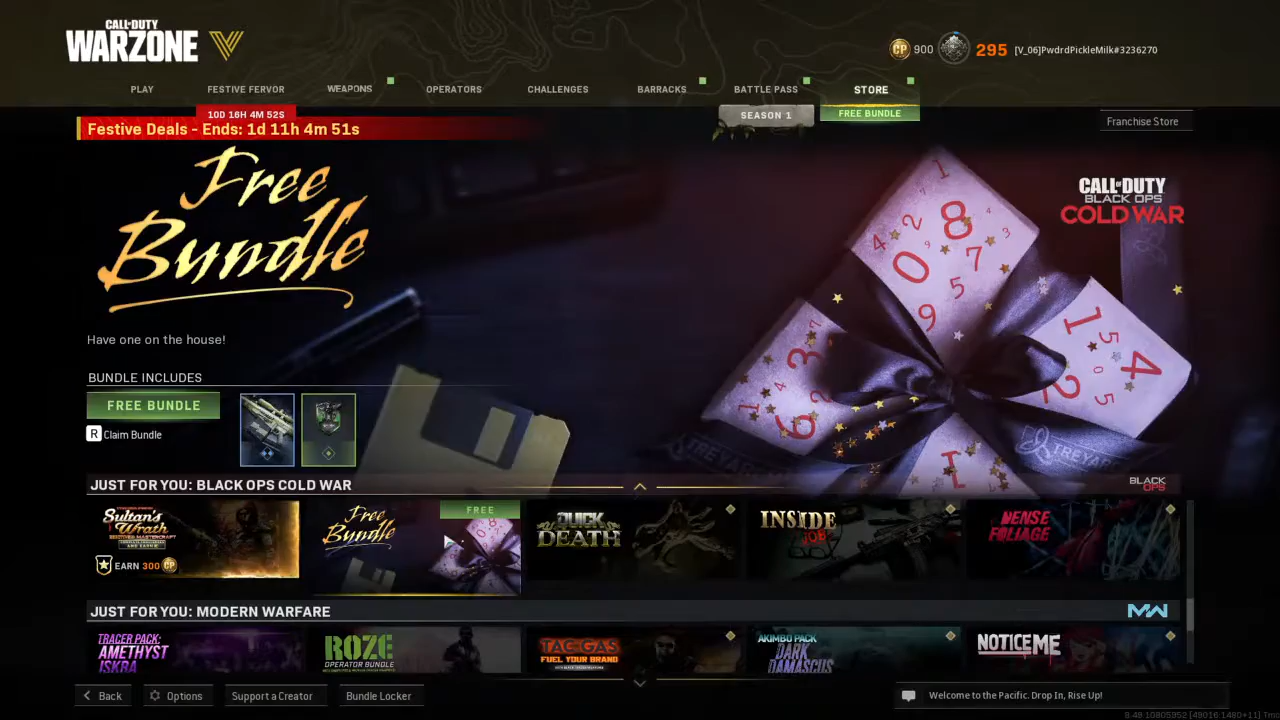 CALL OF DUTY
WARZONE
CP 900
295
[V_06]PwdrdPickleMilk#3236270
PLAY
FESTIVE FERVOR
WEAPONS
OPERATORS
CHALLENGES
BARRACKS
BATTLE PASS
STORE
10D 16H 4M 52S
SEASON 1
FREE BUNDLE
Festive Deals - Ends: 1d 11h 4m 51s
Franchise Store
Free
Bundle
CALL OF DUTY
BLACK OPS
COLD WAR
Have one on the house!
BUNDLE INCLUDES
FREE BUNDLE
R Claim Bundle
TREYARC
JUST FOR YOU: BLACK OPS COLD WAR
BLACK
OPS
Sultan's
Wrath
EARN 300 CP
Free
Bundle
FREE
QUICK
DEATH
INSIDE
JOB
DENSE
FOLIAGE
JUST FOR YOU: MODERN WARFARE
MW
TRACER PACK:
AMETHYST
ISKRA
ROZE
OPERATOR BUNDLE
TAC-GAS
FUEL YOUR BRAND
AKIMBO PACK
DARK
DAMASCUS
NOTICE ME
Back
Options
Support a Creator
Bundle Locker
Welcome to the Pacific. Drop In, Rise Up!